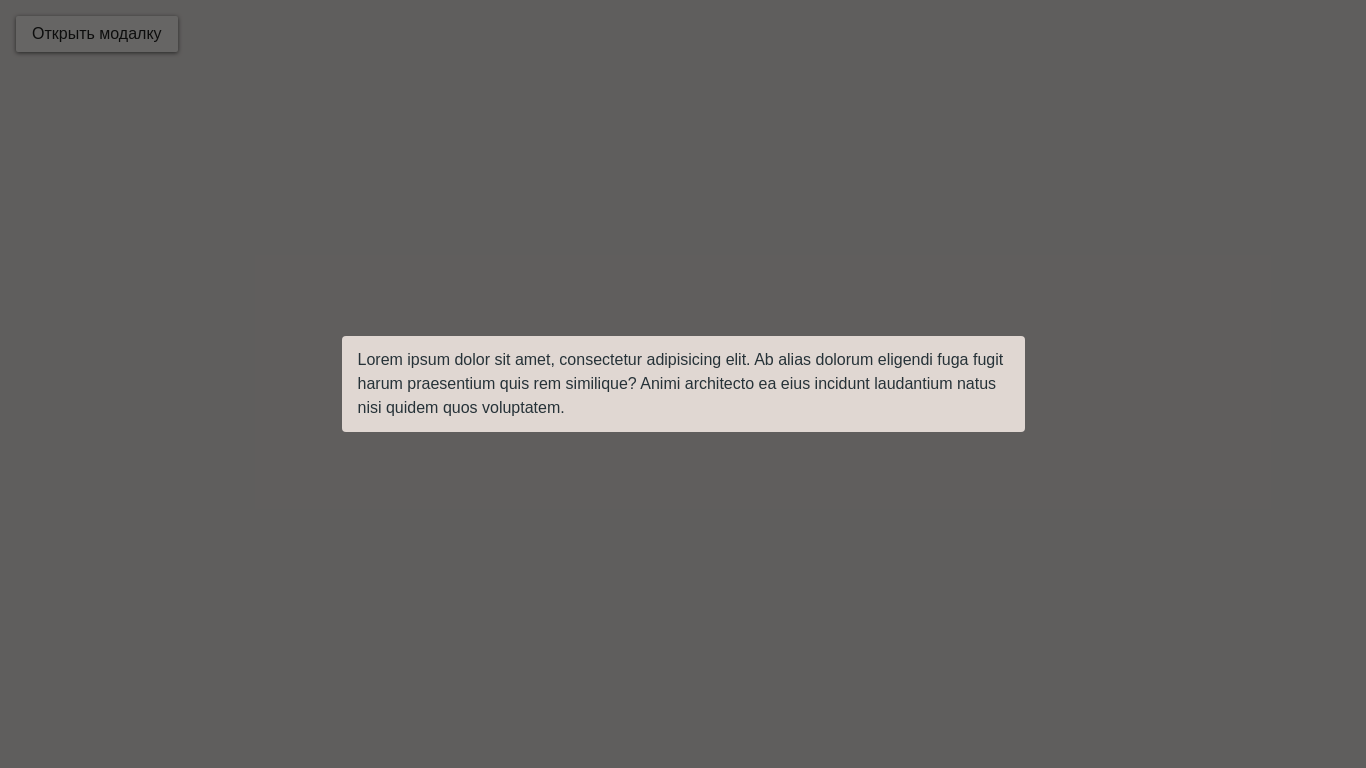 Открыть модалку
Lorem ipsum dolor sit amet, consectetur adipisicing elit. Ab alias dolorum eligendi fuga fugit
harum praesentium quis rem similique? Animi architecto ea eius incidunt laudantium natus
nisi quidem quos voluptatem.